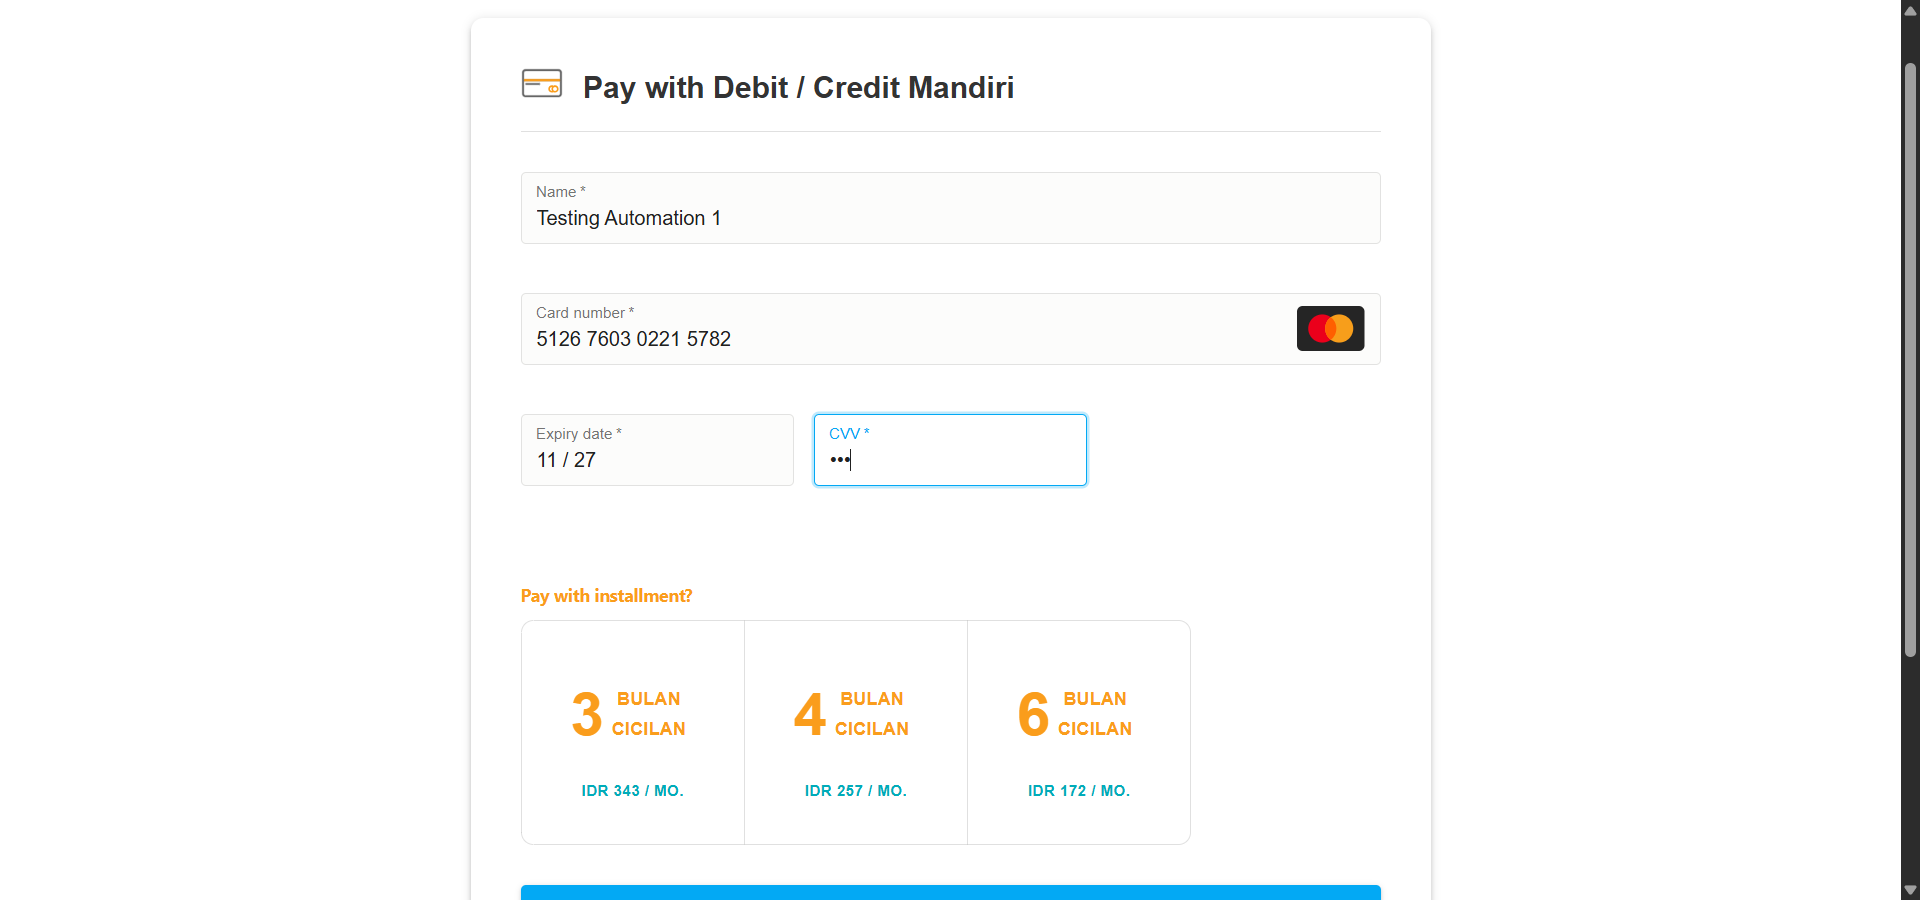 Pay with Debit / Credit Mandiri
Name *
Testing Automation 1
Card number *
5126 7603 0221 5782
Expiry date *
CVV *
11 / 27
•••
Pay with installment?
3 BULAN CICILAN
4 BULAN CICILAN
6 BULAN CICILAN
IDR 343 / MO.
IDR 257 / MO.
IDR 172 / MO.